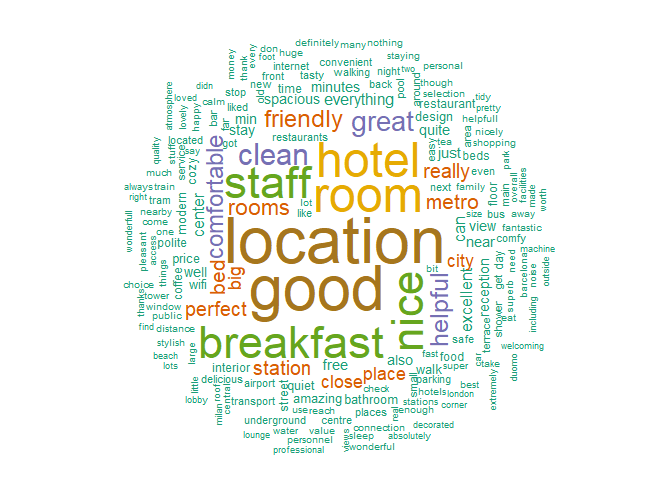 definitely many nothing
don
foot
huge
staying
every
thank
money
internet
convenient
two
personal
front
tasty
walking
night
back
pool
around
though
didn
old
new
time
minutes
selection
tidy
loved
stop
spacious
everything
restaurant
pretty
atmosphere
lovely
happy
calm
liked
min
friendly
great
design
helpfull
bar
far
stay
quite
area
nicely
located
say
got
restaurants
easy
tea
shopping
quality
stuff
cozy
comfortable
clean
hotel
just
beds
park
much
service
staff
room
really
even
overall
facilities
always
train
modern
rooms
lot
like
metro
next
family
floor
main
made
worth
right
tram
center
size
bus
away
nearby
can
view
fantastic
wonderfull
come
one
location
near
comfy
polite
pleasant
access
price
well
bed
big
good
nice
helpful
bit
city
excellent
reception
get
day
superb
need
barcelona
machine
noise
outside
things
choice
coffee
wifi
tower
thanks
window
perfect
shower
terrace
eat
including
public
find
distance
breakfast
safe
welcoming
stylish
large
interior
station
free
also
fast
food
super
car
take
duomo
beach
lots
close
place
walk
delicious
airport
quiet
check
small
parking
extremely
little
lobby
roof
central
transport
street
amazing
bathroom
hotels
best
london
milan
use
reach
places
real
enough
stations
corner
underground
centre
connection
decorated
lounge
water
value
views
sleep
absolutely
personnel
wonderful
professional